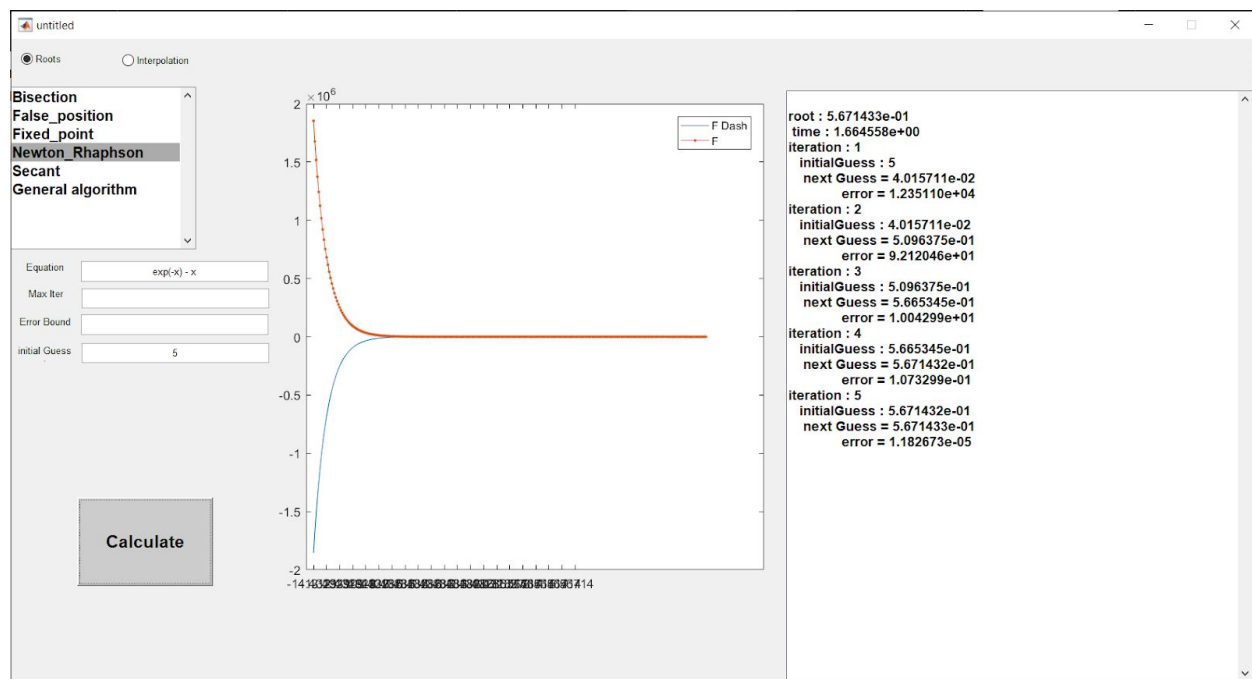 untitled
Roots
Interpolation
Bisection
False_position
Fixed_point
Newton_Rhaphson
Secant
General algorithm
Equation
exp(-x) - x
Max Iter
Error Bound
initial Guess
5
Calculate
× 10^6
2
1.5
1
0.5
0
-0.5
-1
-1.5
-2
F Dash
F
root : 5.671433e-01
time : 1.664558e+00
iteration : 1
initialGuess : 5
next Guess = 4.015711e-02
error = 1.235110e+04
iteration : 2
initialGuess : 4.015711e-02
next Guess = 5.096375e-01
error = 9.212046e+01
iteration : 3
initialGuess : 5.096375e-01
next Guess = 5.665345e-01
error = 1.004299e+01
iteration : 4
initialGuess : 5.665345e-01
next Guess = 5.671432e-01
error = 1.073299e-01
iteration : 5
initialGuess : 5.671432e-01
next Guess = 5.671433e-01
error = 1.182673e-05